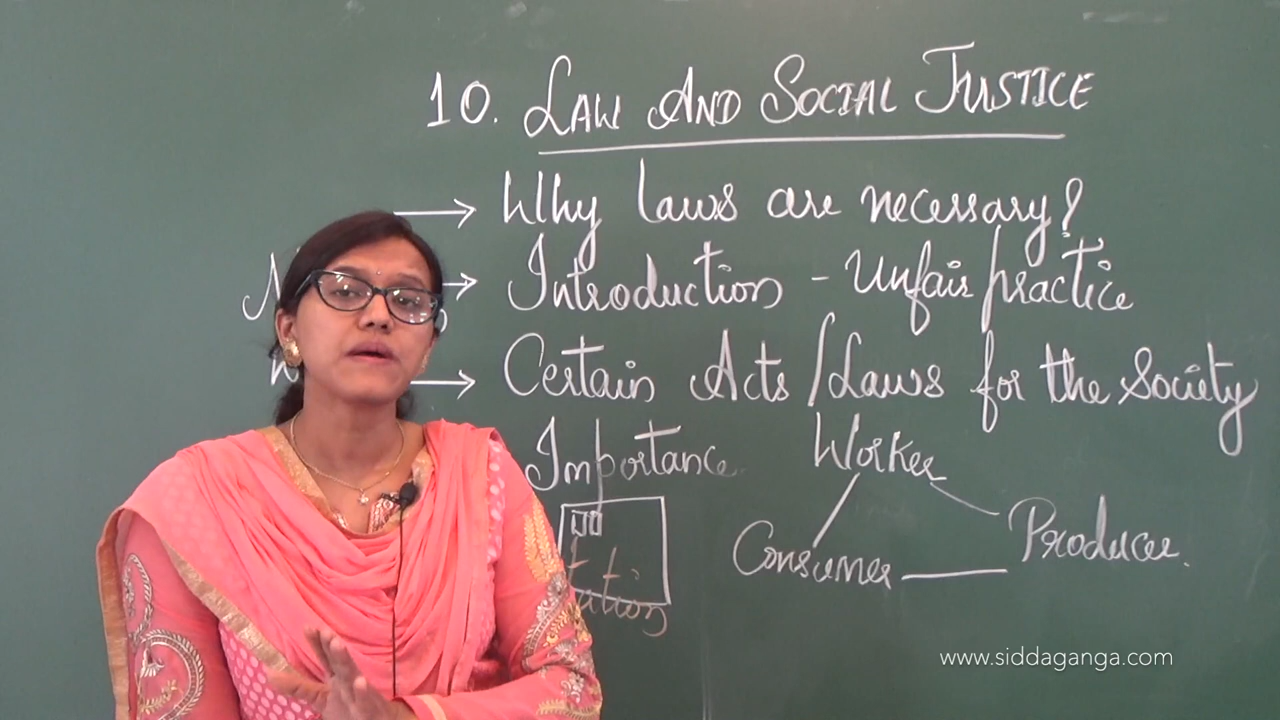 10. LAW AND SOCIAL JUSTICE
→ Why laws are necessary?
→ Introduction - Unfair practice
→ Certain Acts / Laws for the Society
Importance
Worker
Consumer
Producer.
www.siddaganga.com